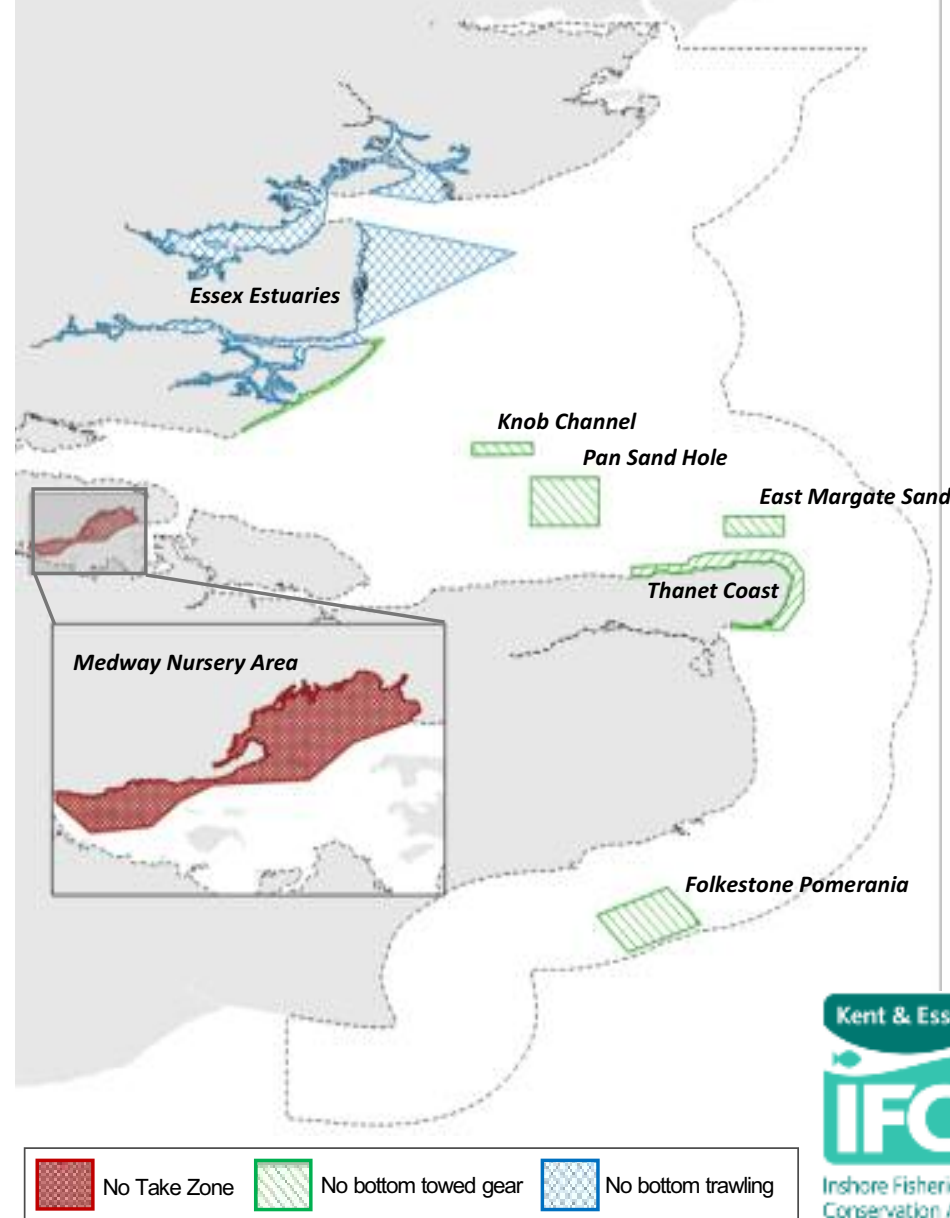 Essex Estuaries
Knob Channel
Pan Sand Hole
East Margate Sand
Thanet Coast
Medway Nursery Area
Folkestone Pomerania
Kent & Ess
IFC
Inshore Fisheri
Conservation
No Take Zone
No bottom towed gear
No bottom trawling